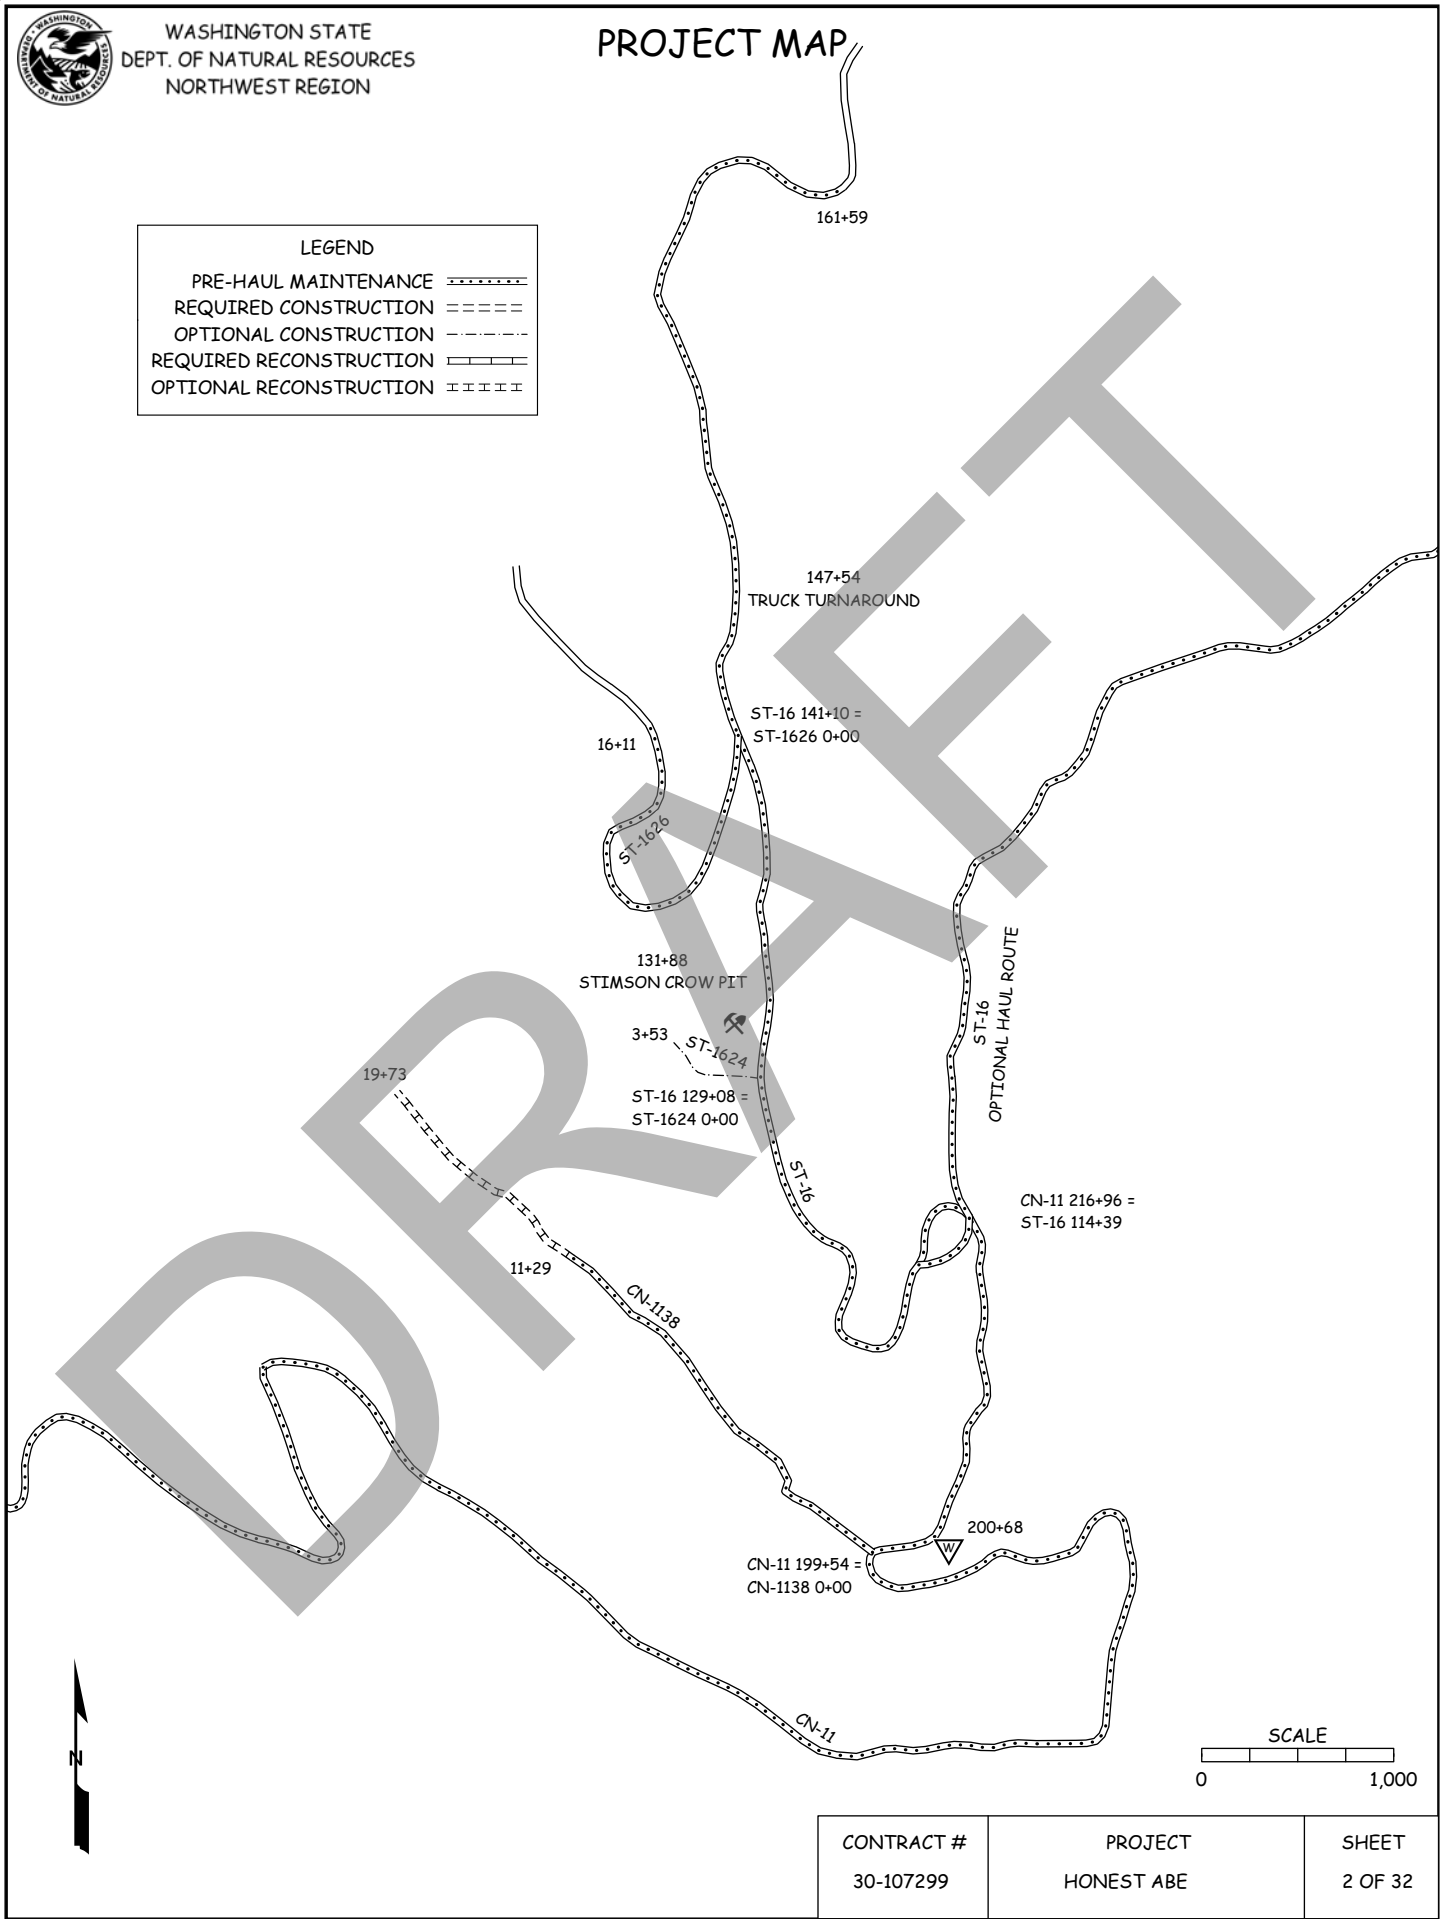 WASHINGTON STATE
DEPT. OF NATURAL RESOURCES
NORTHWEST REGION
WASHINGTON
DEPARTMENT OF NATURAL RESOURCES
PROJECT MAP
161+59
LEGEND
PRE-HAUL MAINTENANCE
REQUIRED CONSTRUCTION
OPTIONAL CONSTRUCTION
REQUIRED RECONSTRUCTION
OPTIONAL RECONSTRUCTION
147+54
TRUCK TURNAROUND
ST-16 141+10 =
ST-1626 0+00
16+11
ST-1626
131+88
STIMSON CROW PIT
3+53
ST-1624
19+73
ST-16 129+08 =
ST-1624 0+00
ST-16
OPTIONAL HAUL ROUTE
ST-16
CN-11 216+96 =
ST-16 114+39
11+29
CN-1138
200+68
W
CN-11 199+54 =
CN-1138 0+00
CN-11
N
SCALE
0 1,000
CONTRACT #
30-107299
PROJECT
HONEST ABE
SHEET
2 OF 32
DRAFT